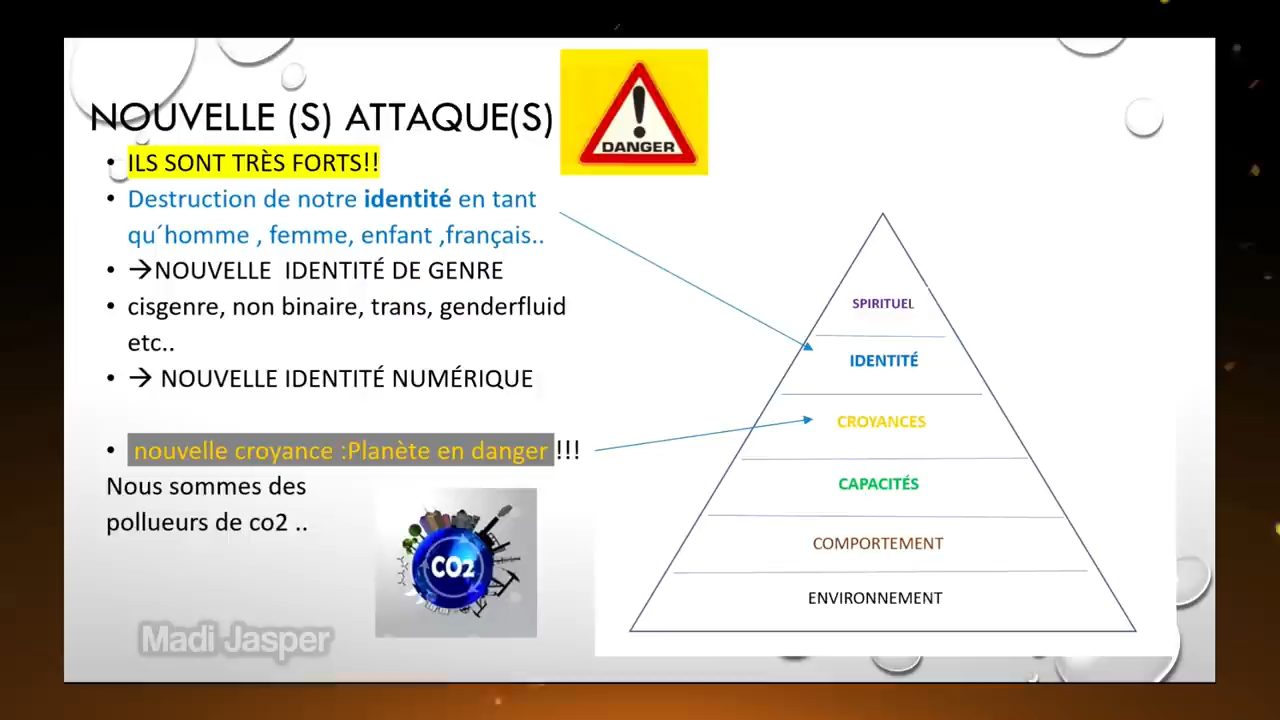 NOUVELLE (S) ATTAQUE(S)
DANGER
• ILS SONT TRÈS FORTS!!
• Destruction de notre identité en tant
qu´homme , femme, enfant ,français..
• →NOUVELLE IDENTITÉ DE GENRE
• cisgenre, non binaire, trans, genderfluid
etc..
• → NOUVELLE IDENTITÉ NUMÉRIQUE
• nouvelle croyance :Planète en danger !!!
Nous sommes des
pollueurs de co2 ..
CO2
Madi Jasper
SPIRITUEL
IDENTITÉ
CROYANCES
CAPACITÉS
COMPORTEMENT
ENVIRONNEMENT